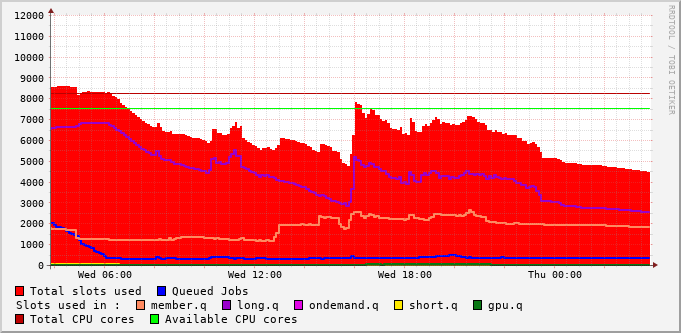 RRDTOOL / TOBI OETIKER
12000
11000
10000
9000
8000
7000
6000
5000
4000
3000
2000
1000
0
Wed 06:00 Wed 12:00 Wed 18:00 Thu 00:00
Total slots used Queued Jobs
Slots used in : member.q long.q ondemand.q short.q gpu.q
Total CPU cores Available CPU cores